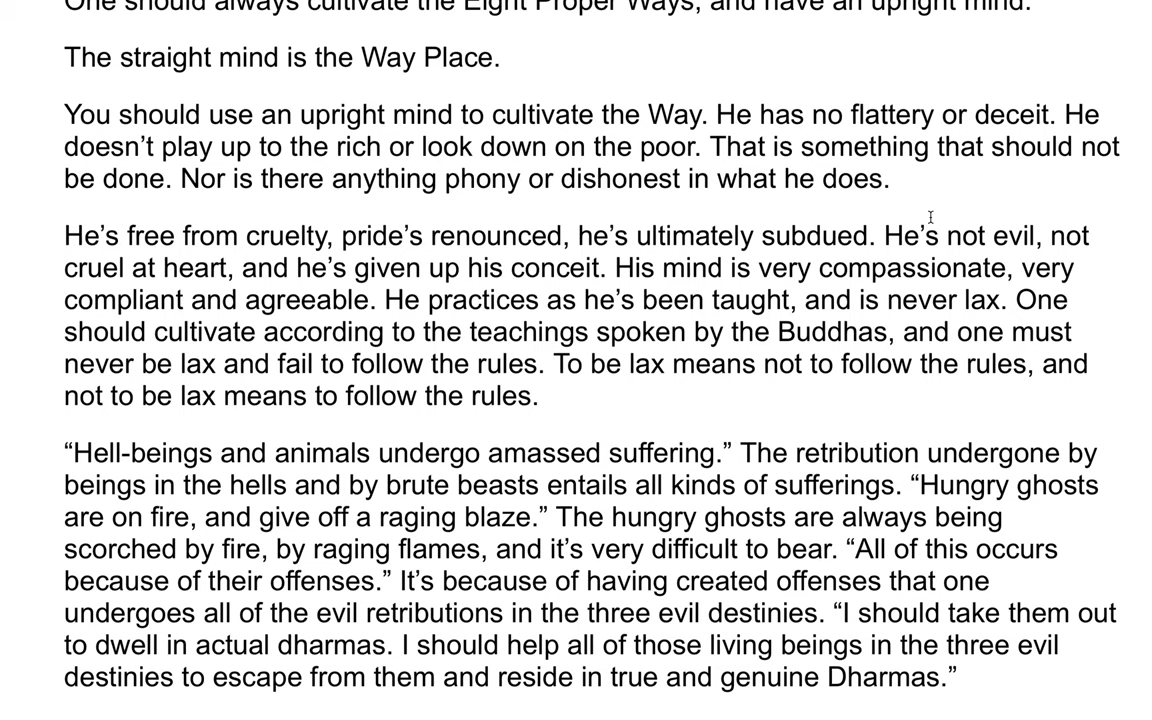 One should always cultivate the Eight Proper Ways, and have an upright mind.
The straight mind is the Way Place.
You should use an upright mind to cultivate the Way. He has no flattery or deceit. He
doesn’t play up to the rich or look down on the poor. That is something that should not
be done. Nor is there anything phony or dishonest in what he does.
He’s free from cruelty, pride’s renounced, he’s ultimately subdued. He’s not evil, not
cruel at heart, and he’s given up his conceit. His mind is very compassionate, very
compliant and agreeable. He practices as he’s been taught, and is never lax. One
should cultivate according to the teachings spoken by the Buddhas, and one must
never be lax and fail to follow the rules. To be lax means not to follow the rules, and
not to be lax means to follow the rules.
“Hell-beings and animals undergo amassed suffering.” The retribution undergone by
beings in the hells and by brute beasts entails all kinds of sufferings. “Hungry ghosts
are on fire, and give off a raging blaze.” The hungry ghosts are always being
scorched by fire, by raging flames, and it’s very difficult to bear. “All of this occurs
because of their offenses.” It’s because of having created offenses that one
undergoes all of the evil retributions in the three evil destinies. “I should take them out
to dwell in actual dharmas. I should help all of those living beings in the three evil
destinies to escape from them and reside in true and genuine Dharmas.”